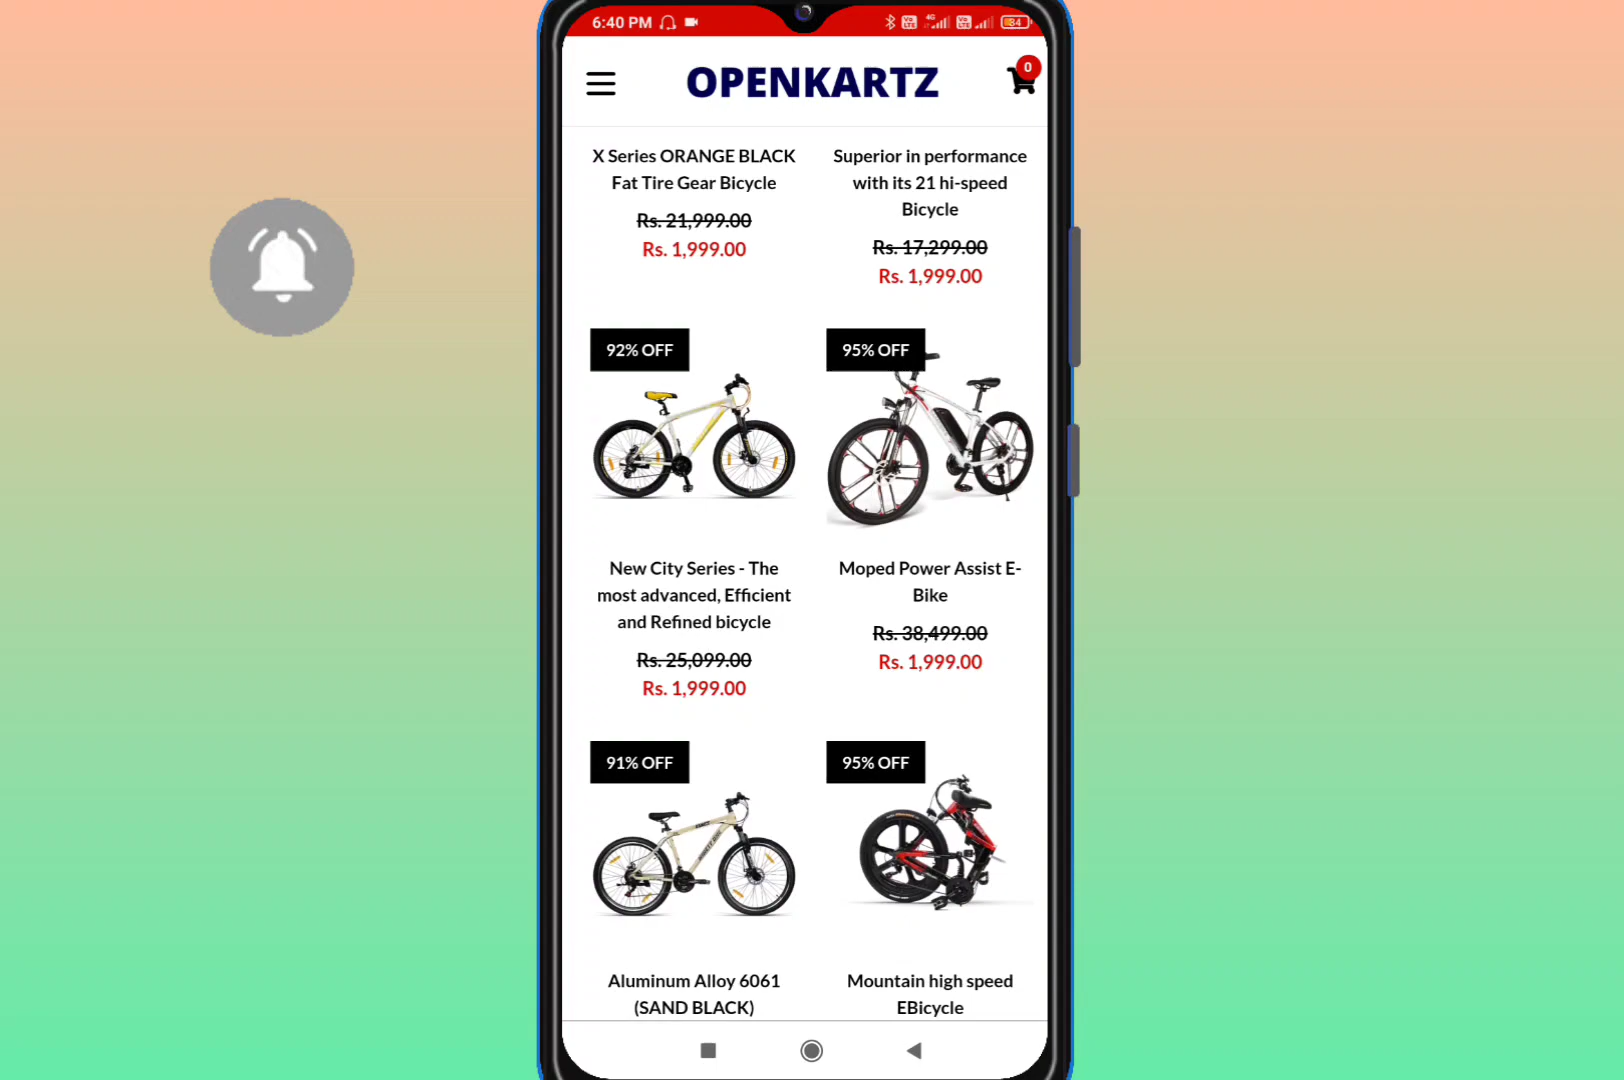 6:40 PM
4G
84
OPENKARTZ
0
X Series ORANGE BLACK
Fat Tire Gear Bicycle
Rs. 21,999.00
Rs. 1,999.00
Superior in performance
with its 21 hi-speed
Bicycle
Rs. 17,299.00
Rs. 1,999.00
92% OFF
95% OFF
New City Series - The
most advanced, Efficient
and Refined bicycle
Rs. 25,099.00
Rs. 1,999.00
Moped Power Assist E-
Bike
Rs. 38,499.00
Rs. 1,999.00
91% OFF
95% OFF
Aluminum Alloy 6061
(SAND BLACK)
Mountain high speed
EBicycle